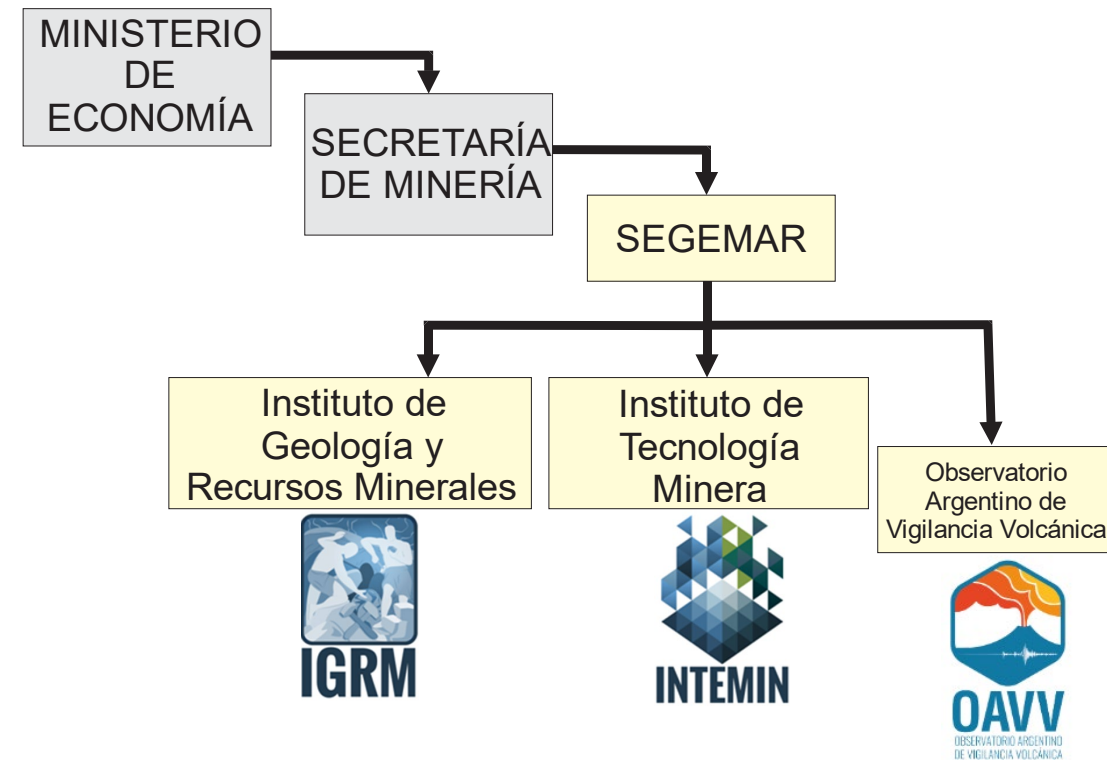 MINISTERIO
DE
ECONOMÍA
SECRETARÍA
DE MINERÍA
SEGEMAR
Instituto de
Geología y
Recursos Minerales
IGRM
Instituto de
Tecnología
Minera
INTEMIN
Observatorio
Argentino de
Vigilancia Volcánica
OAVV
OBSERVATORIO ARGENTINO
DE VIGILANCIA VOLCÁNICA